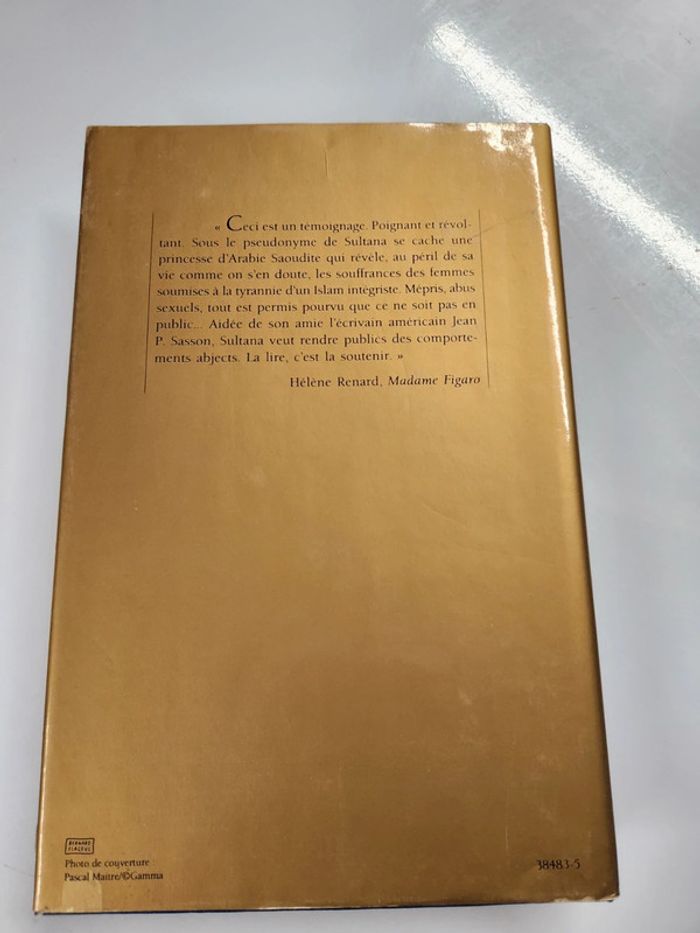 « Ceci est un témoignage. Poignant et révol-
tant. Sous le pseudonyme de Sultana se cache une
princesse d'Arabie Saoudite qui révèle, au péril de sa
vie comme on s'en doute, les souffrances des femmes
soumises à la tyrannie d'un Islam intégriste. Mépris, abus
sexuels, tout est permis pourvu que ce ne soit pas en
public... Aidée de son amie l'écrivain américain Jean
P. Sasson, Sultana veut rendre publics des comporte-
ments abjects. La lire, c'est la soutenir. »
Hélène Renard, Madame Figaro
BERNARD
FLAGEUL
Photo de couverture :
Pascal Maitre/©Gamma
38483-5